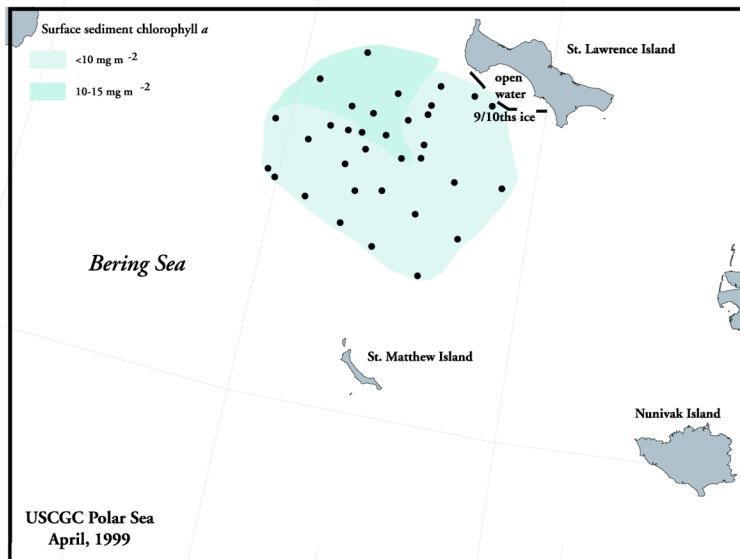 Surface sediment chlorophyll a
<10 mg m -2
10-15 mg m -2
St. Lawrence Island
open
water
9/10ths ice
Bering Sea
St. Matthew Island
Nunivak Island
USCGC Polar Sea
April, 1999